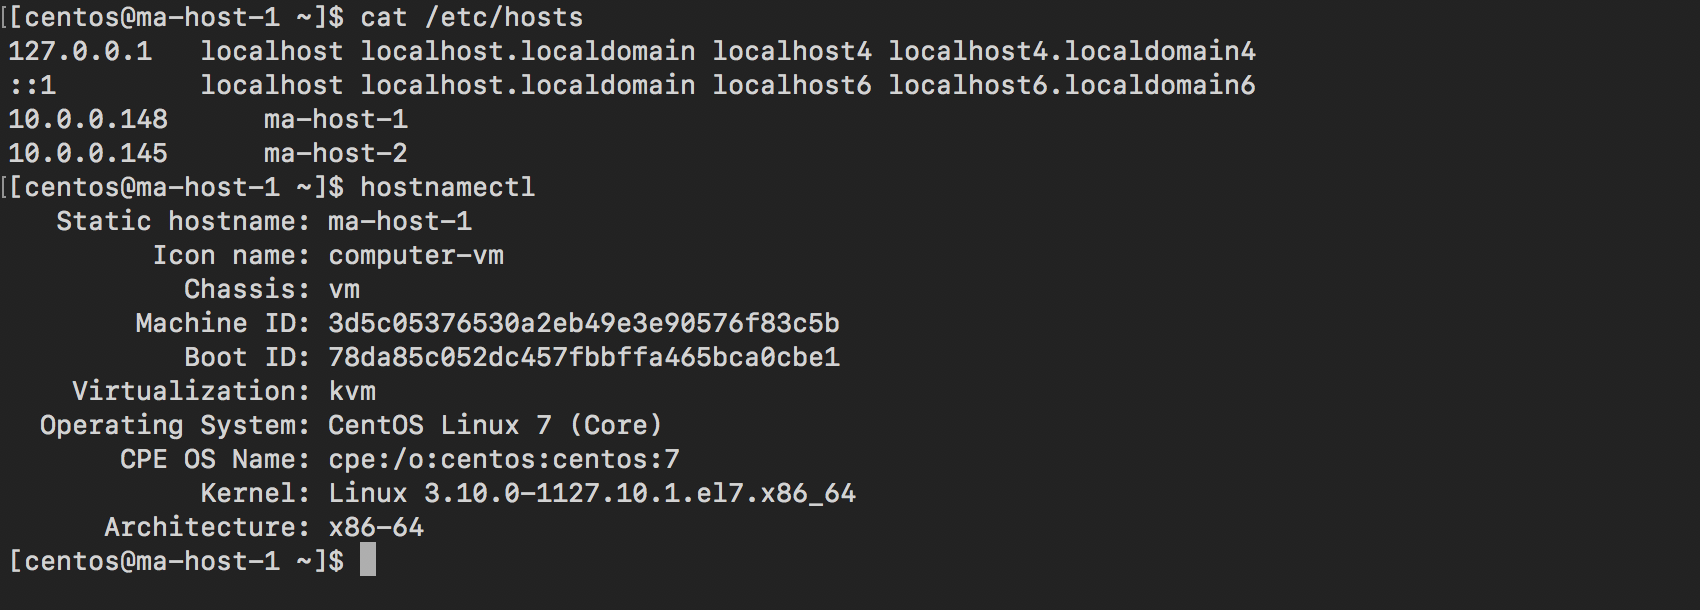 [[centos@ma-host-1 ~]$ cat /etc/hosts
127.0.0.1   localhost localhost.localdomain localhost4 localhost4.localdomain4
::1         localhost localhost.localdomain localhost6 localhost6.localdomain6
10.0.0.148      ma-host-1
10.0.0.145      ma-host-2
[[centos@ma-host-1 ~]$ hostnamectl
   Static hostname: ma-host-1
         Icon name: computer-vm
           Chassis: vm
        Machine ID: 3d5c05376530a2eb49e3e90576f83c5b
           Boot ID: 78da85c052dc457fbbffa465bca0cbe1
    Virtualization: kvm
  Operating System: CentOS Linux 7 (Core)
       CPE OS Name: cpe:/o:centos:centos:7
            Kernel: Linux 3.10.0-1127.10.1.el7.x86_64
      Architecture: x86-64
[centos@ma-host-1 ~]$